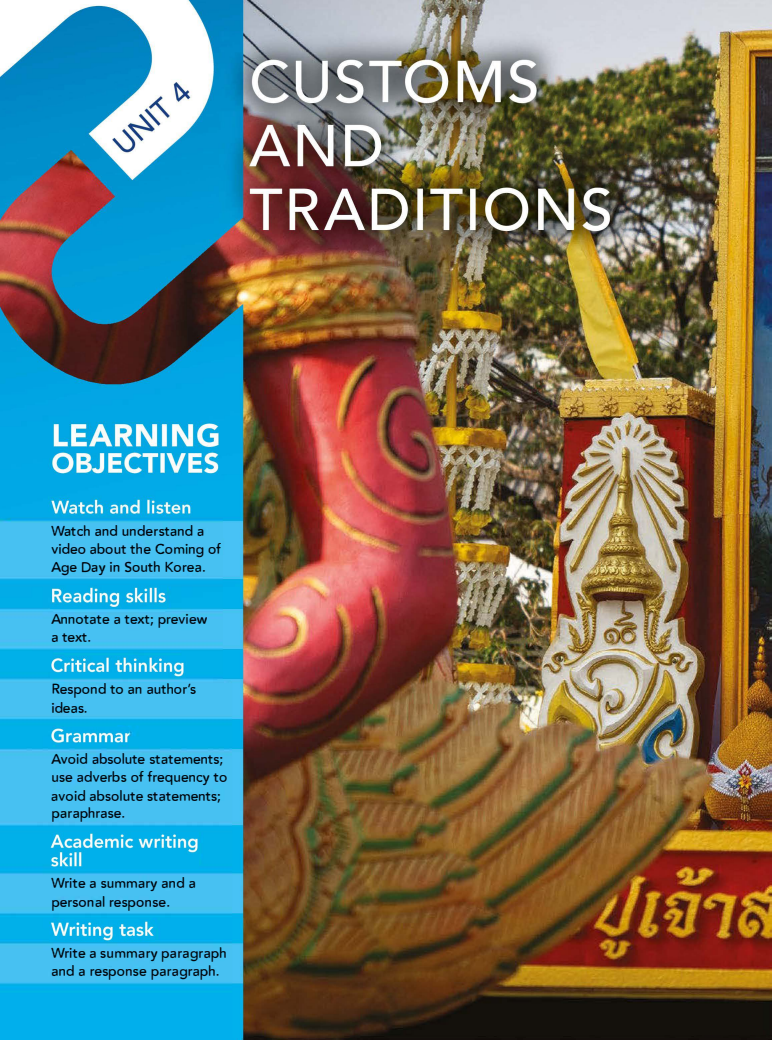 UNIT 4
CUSTOMS
AND
TRADITIONS
LEARNING
OBJECTIVES
Watch and listen
Watch and understand a
video about the Coming of
Age Day in South Korea.
Reading skills
Annotate a text; preview
a text.
Critical thinking
Respond to an author's
ideas.
Grammar
Avoid absolute statements;
use adverbs of frequency to
avoid absolute statements;
paraphrase.
Academic writing
skill
Write a summary and a
personal response.
Writing task
Write a summary paragraph
and a response paragraph.
ปู่เจ้าส